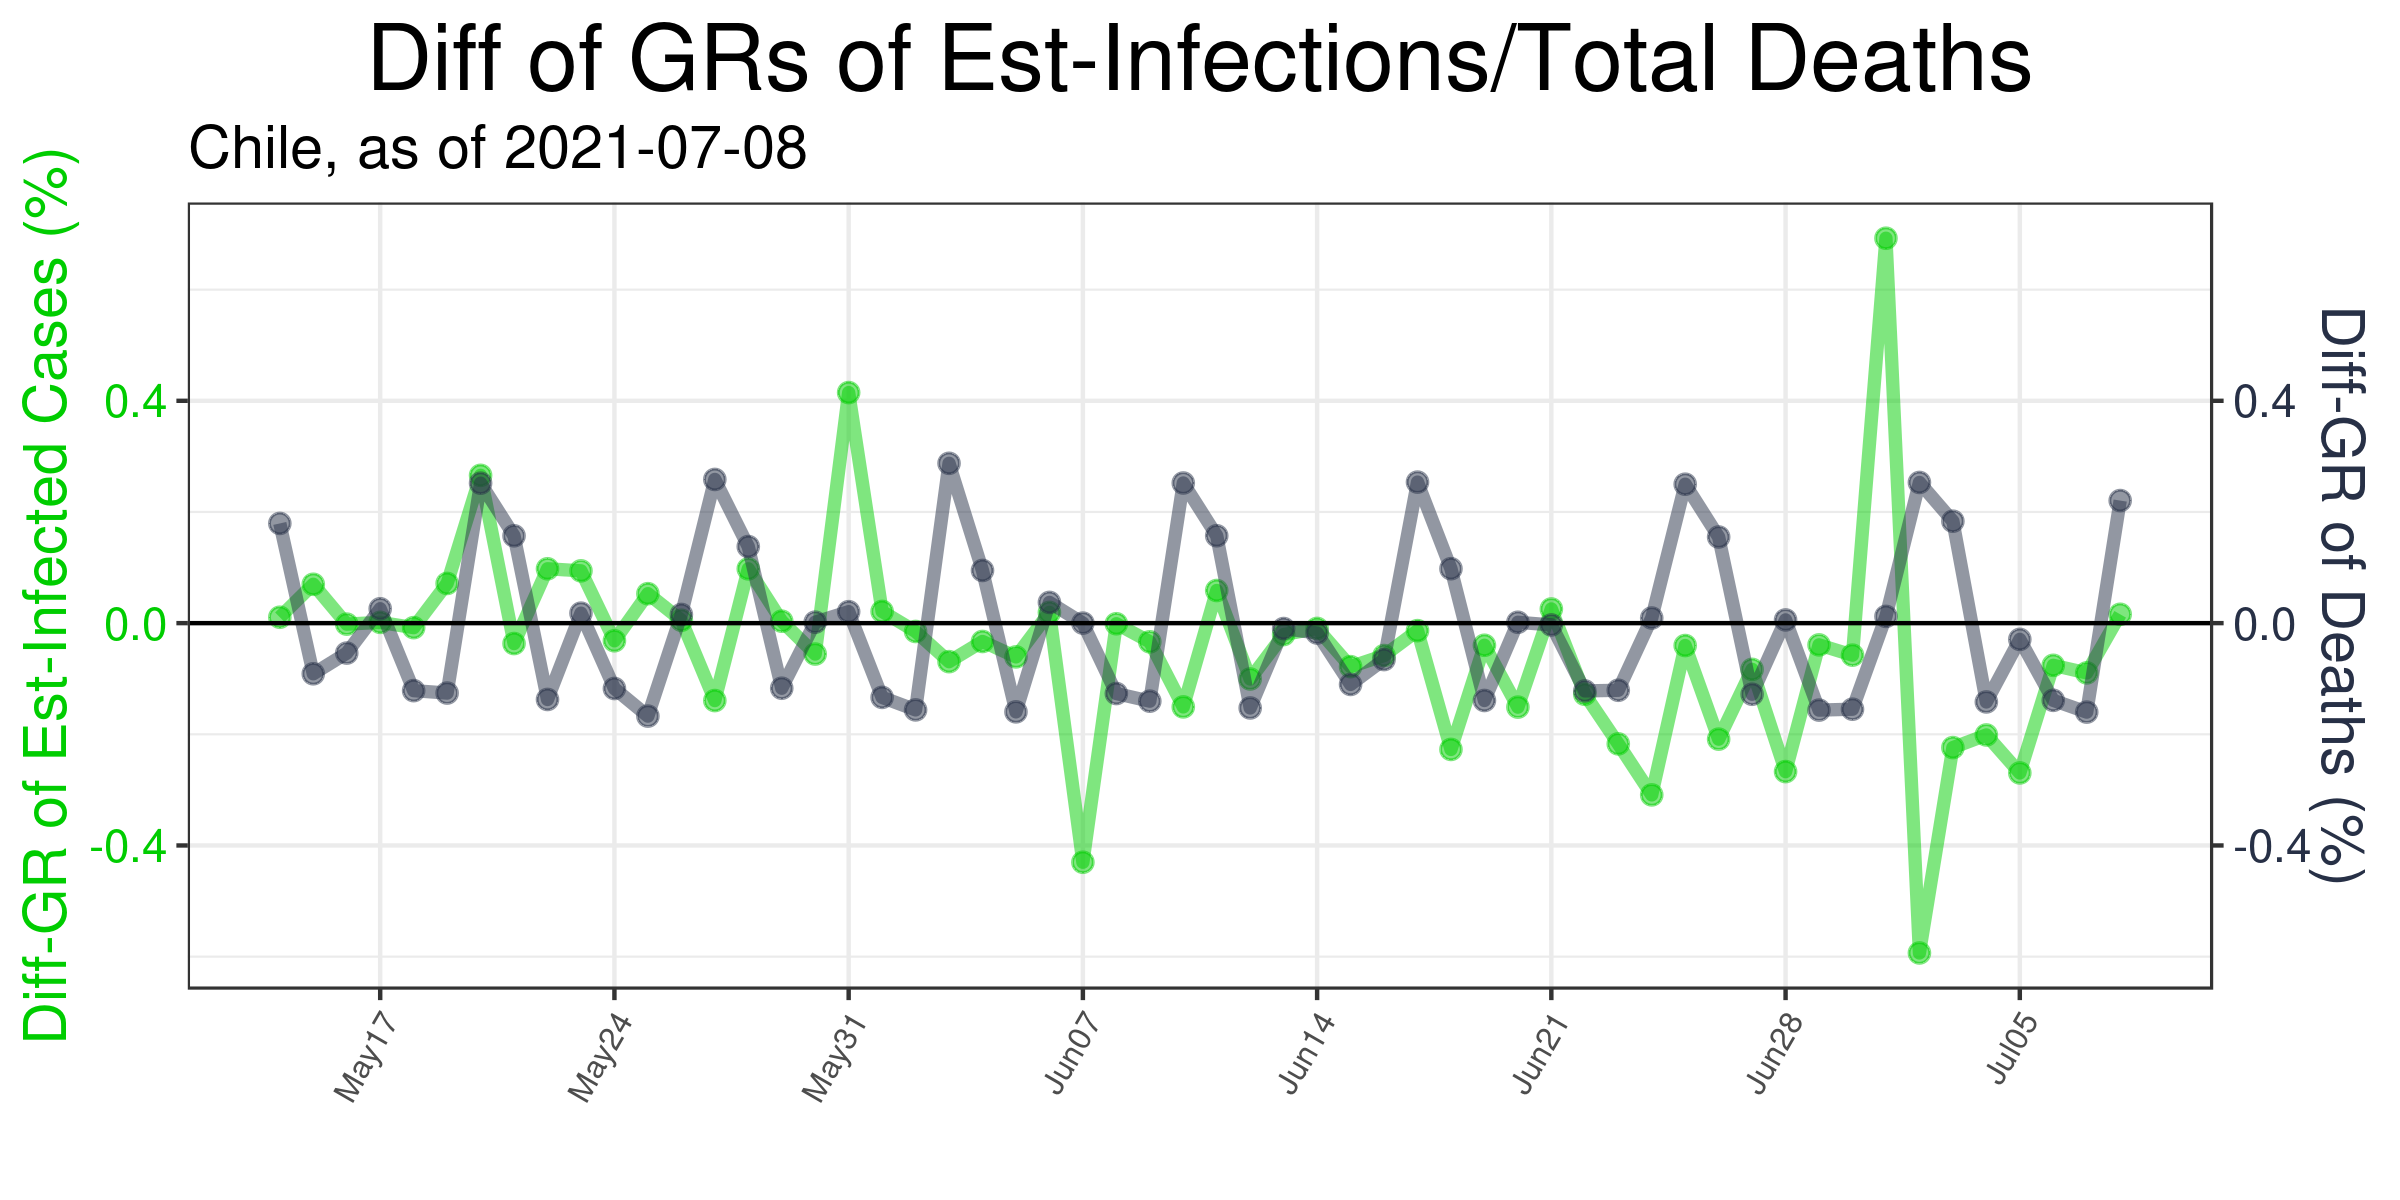 Diff of GRs of Est-Infections/Total Deaths
Chile, as of 2021-07-08
Diff-GR of Est-Infected Cases (%)
0.4
0.0
-0.4
0.4
0.0
-0.4
Diff-GR of Deaths (%)
May17
May24
May31
Jun07
Jun14
Jun21
Jun28
Jul05